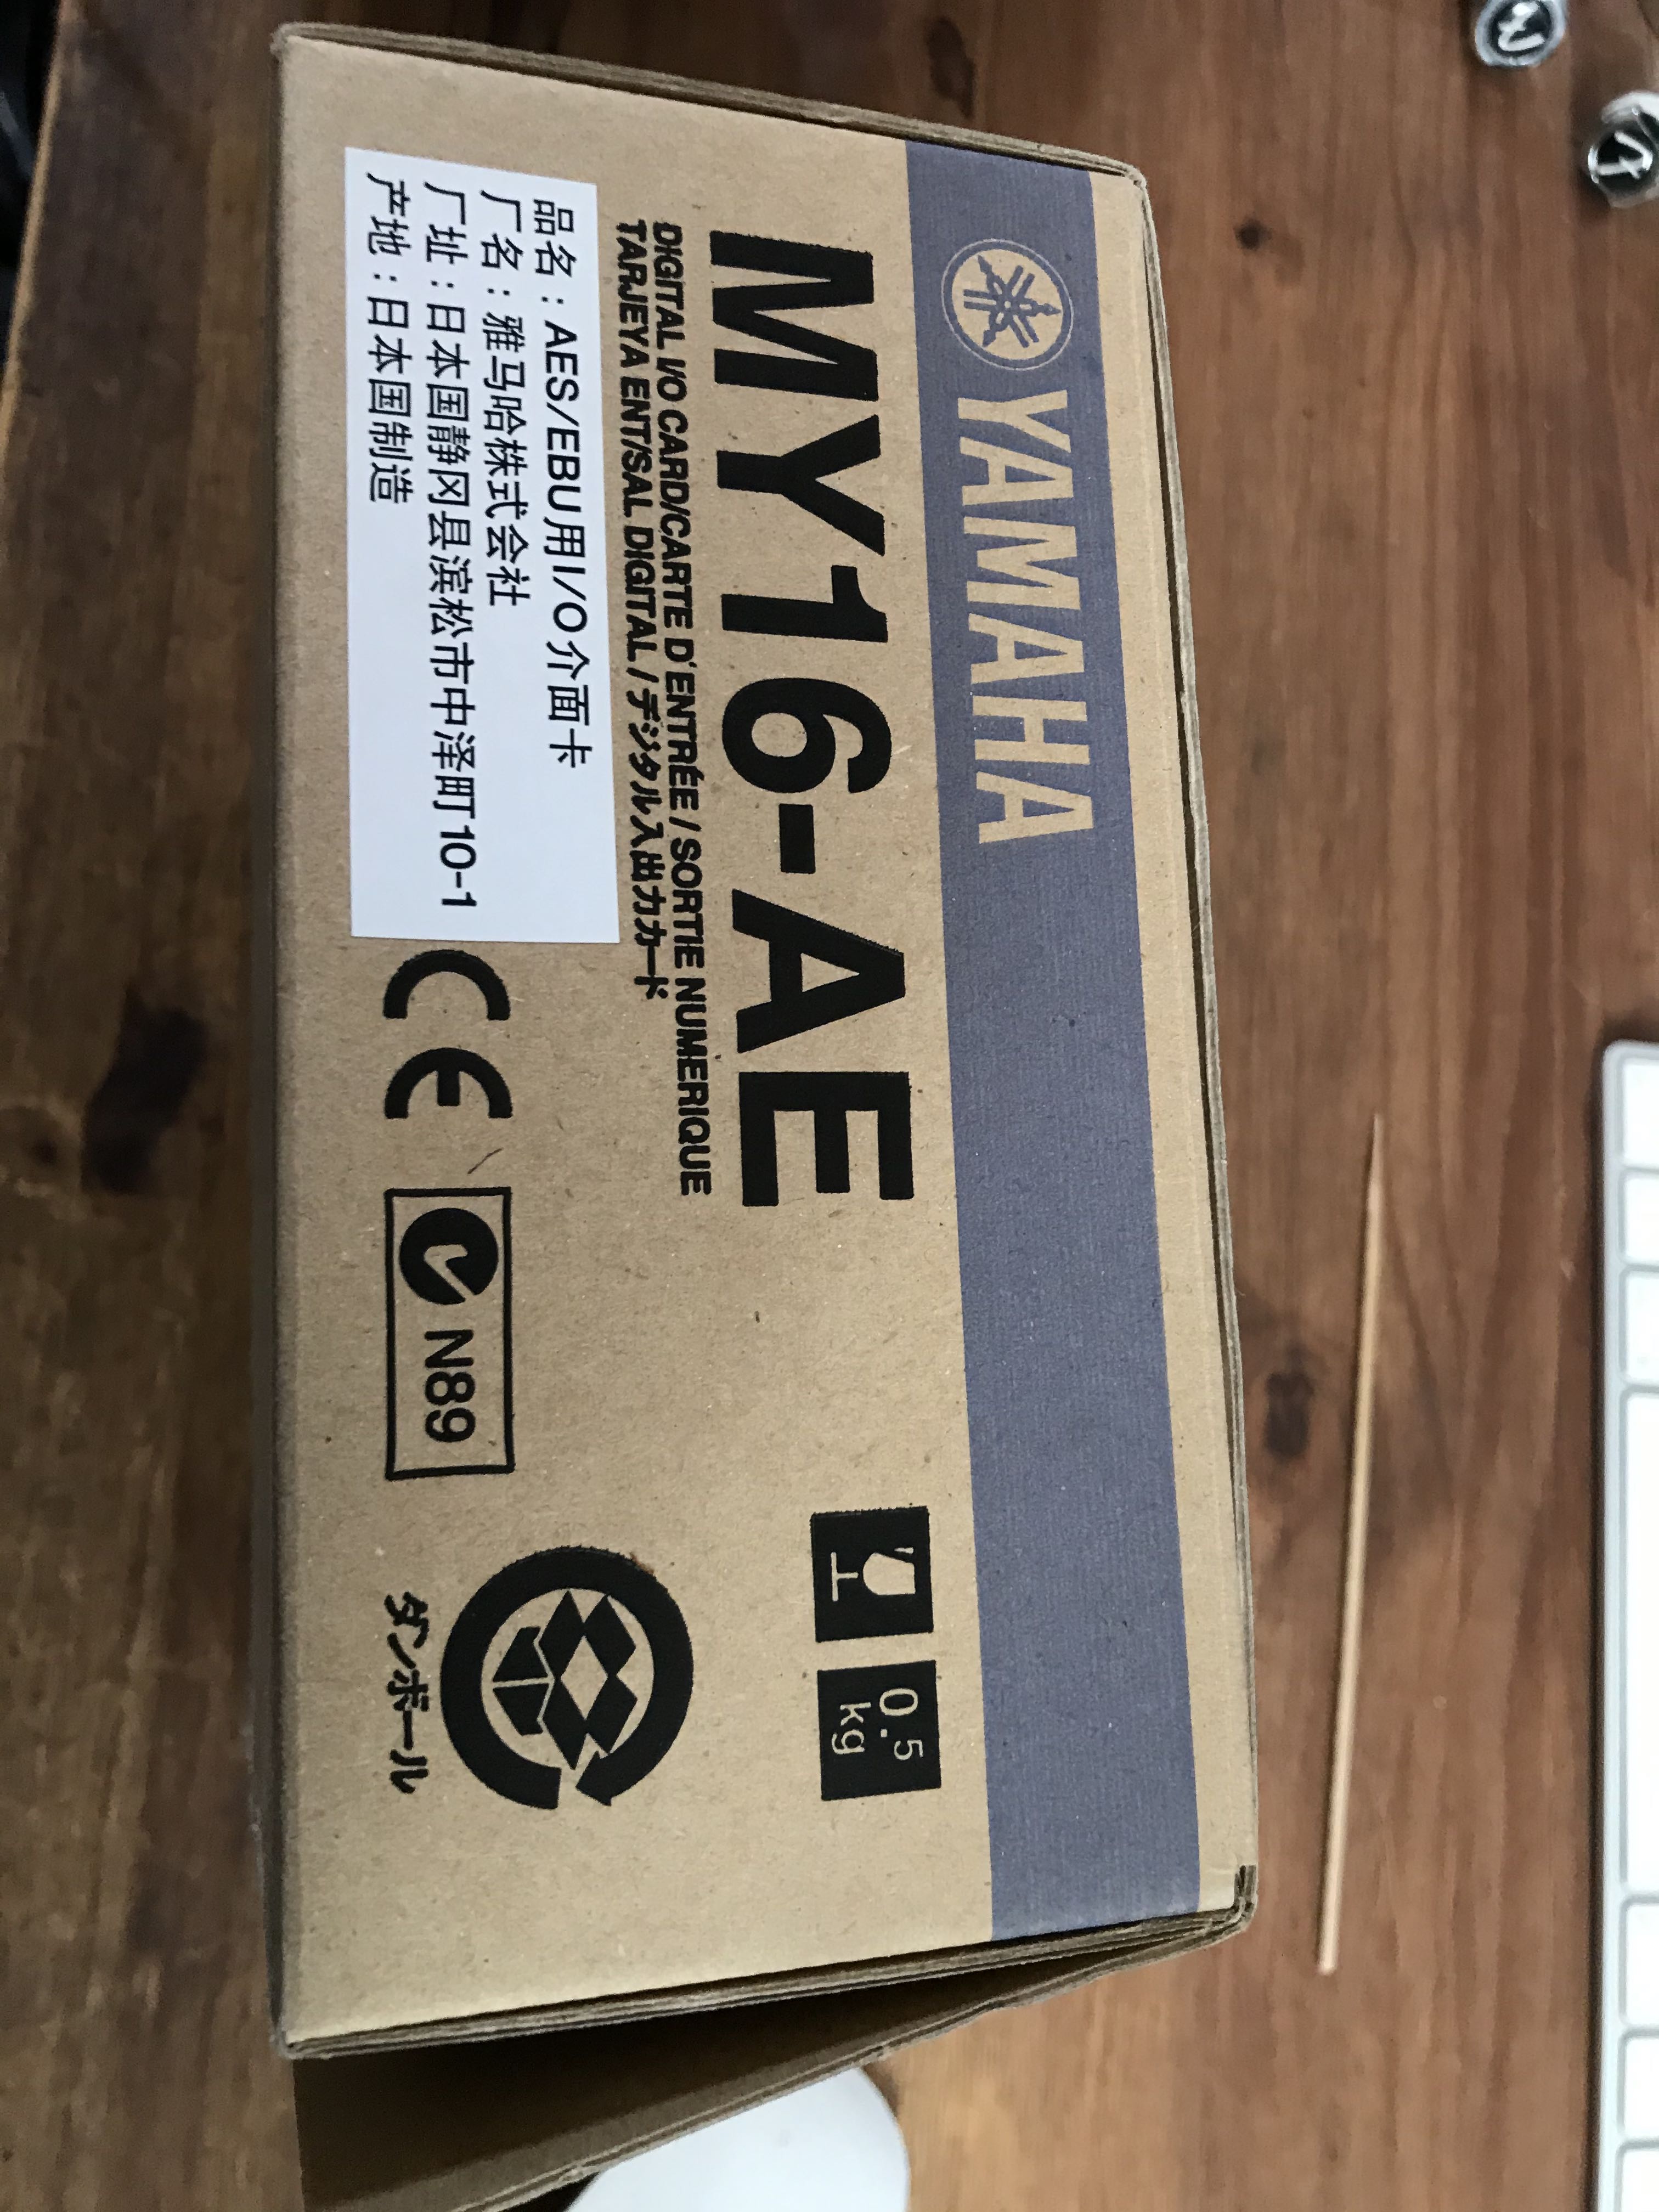 YAMAHA
MY16-AE
DIGITAL I/O CARD/CARTE D'ENTRÉE / SORTIE NUMERIQUE
TARJEYA ENT/SAL DIGITAL / デジタル入出力カード
品名：AES/EBU用I/O介面卡
厂名：雅马哈株式会社
厂址：日本国静冈县滨松市中泽町10-1
产地：日本国制造
CE
N89
0.5
kg
ダンボール